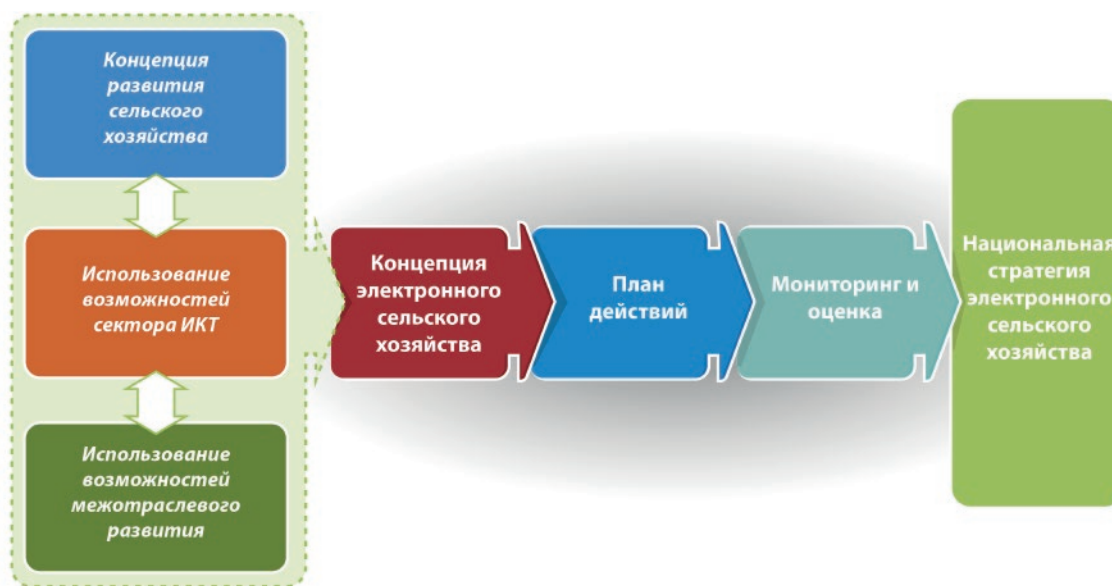 Концепция
развития
сельского
хозяйства
Использование
возможностей
сектора ИКТ
Использование
возможностей
межотраслевого
развития
Концепция
электронного
сельского
хозяйства
План
действий
Мониторинг и
оценка
Национальная
стратегия
электронного
сельского
хозяйства